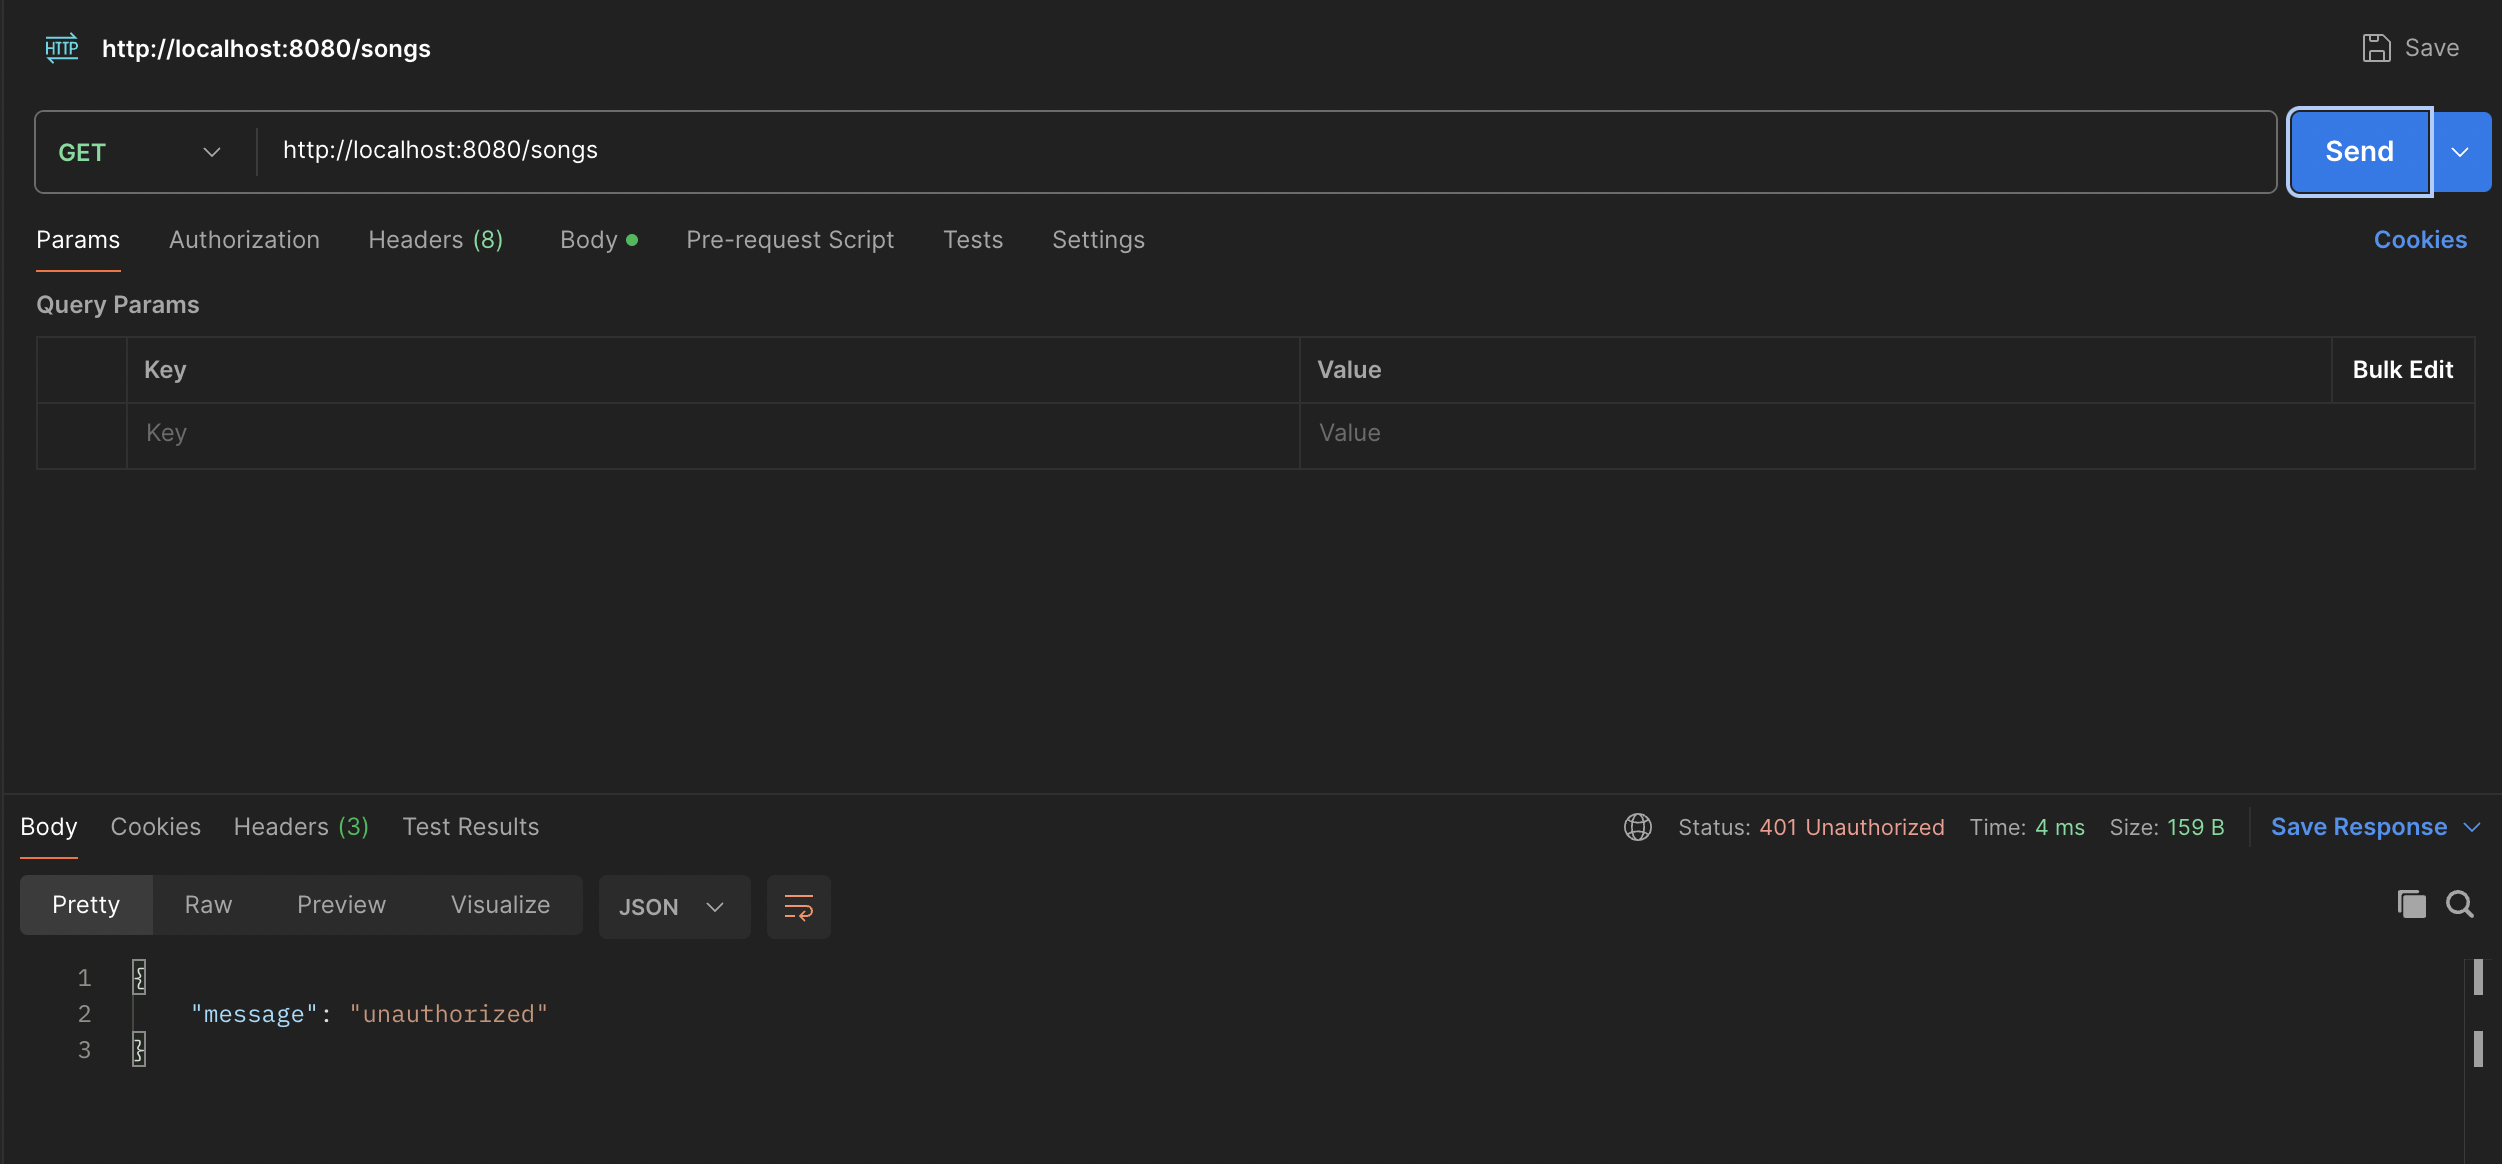 HTTP http://localhost:8080/songs Save
GET http://localhost:8080/songs Send
Params Authorization Headers (8) Body Pre-request Script Tests Settings Cookies
Query Params
Key Value Bulk Edit
Key Value
Body Cookies Headers (3) Test Results Status: 401 Unauthorized Time: 4 ms Size: 159 B Save Response
Pretty Raw Preview Visualize JSON
1 {
2 "message": "unauthorized"
3 }